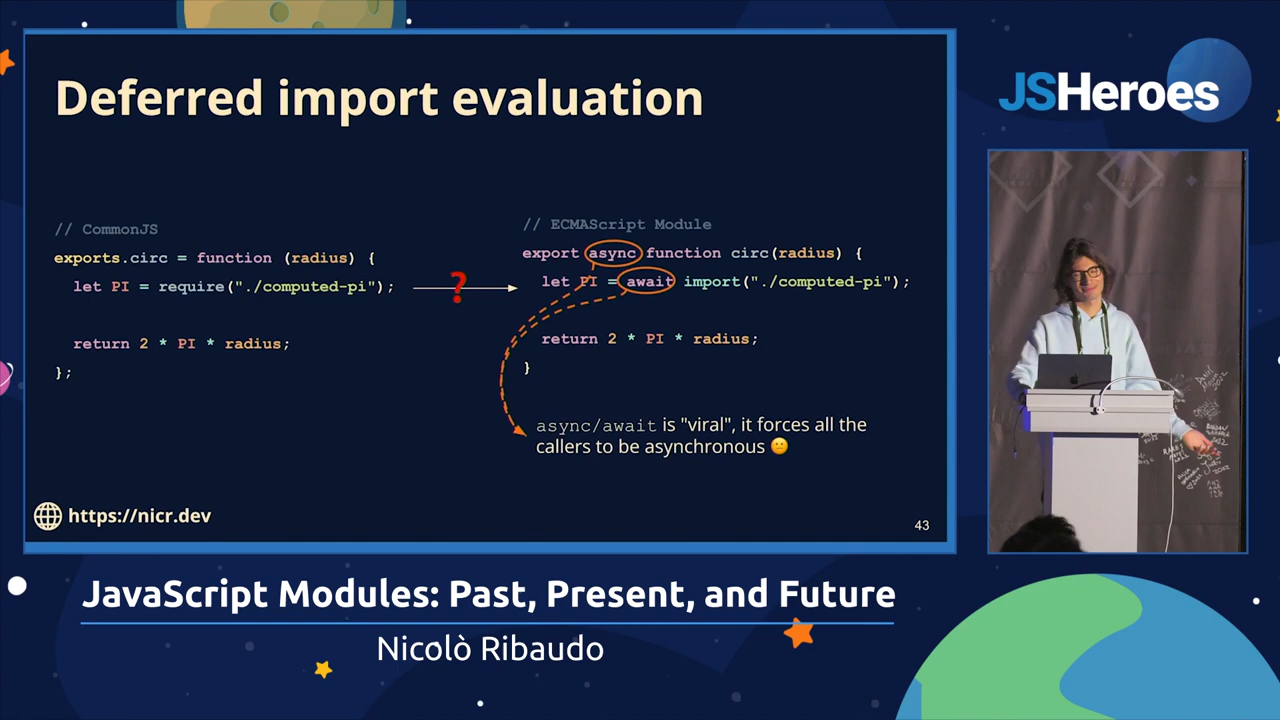 Deferred import evaluation
// CommonJS
exports.circ = function (radius) {
let PI = require("./computed-pi");
return 2 * PI * radius;
};
?
// ECMAScript Module
export async function circ(radius) {
let PI = await import("./computed-pi");
return 2 * PI * radius;
}
async/await is "viral", it forces all the
callers to be asynchronous 😕
https://nicr.dev
43
JSHeroes
JavaScript Modules: Past, Present, and Future
Nicolò Ribaudo